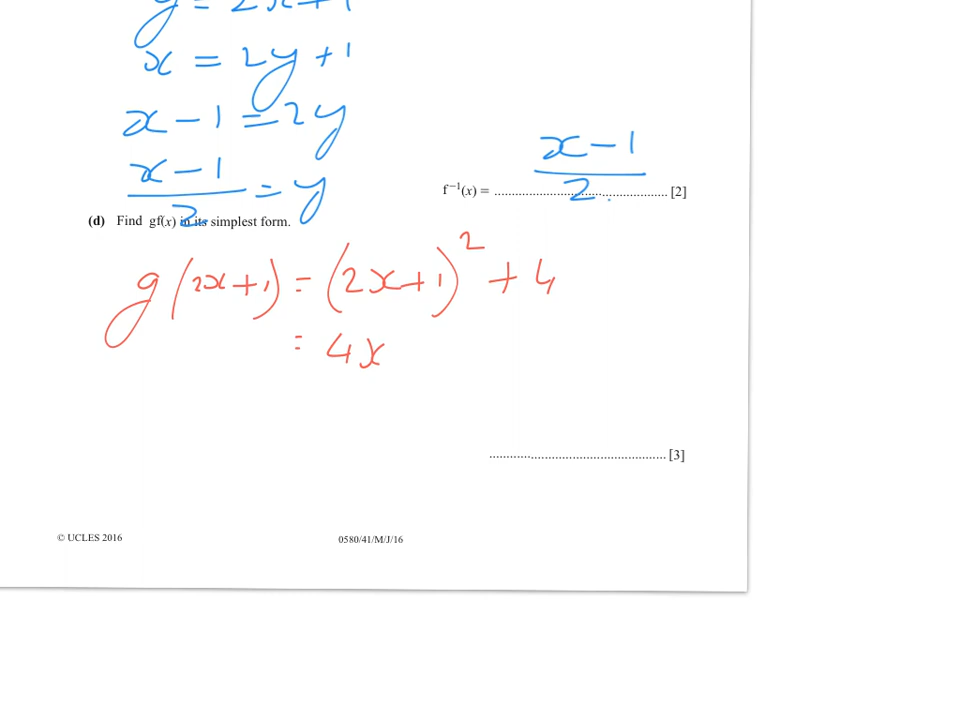 y = 2x + 1
x = 2y + 1
x - 1 = 2y
(x - 1)/2 = y
f⁻¹(x) = (x - 1)/2 [2]
(d) Find gf(x) in its simplest form.
g(2x+1) = (2x+1)² + 4
= 4x
[3]
© UCLES 2016
0580/41/M/J/16